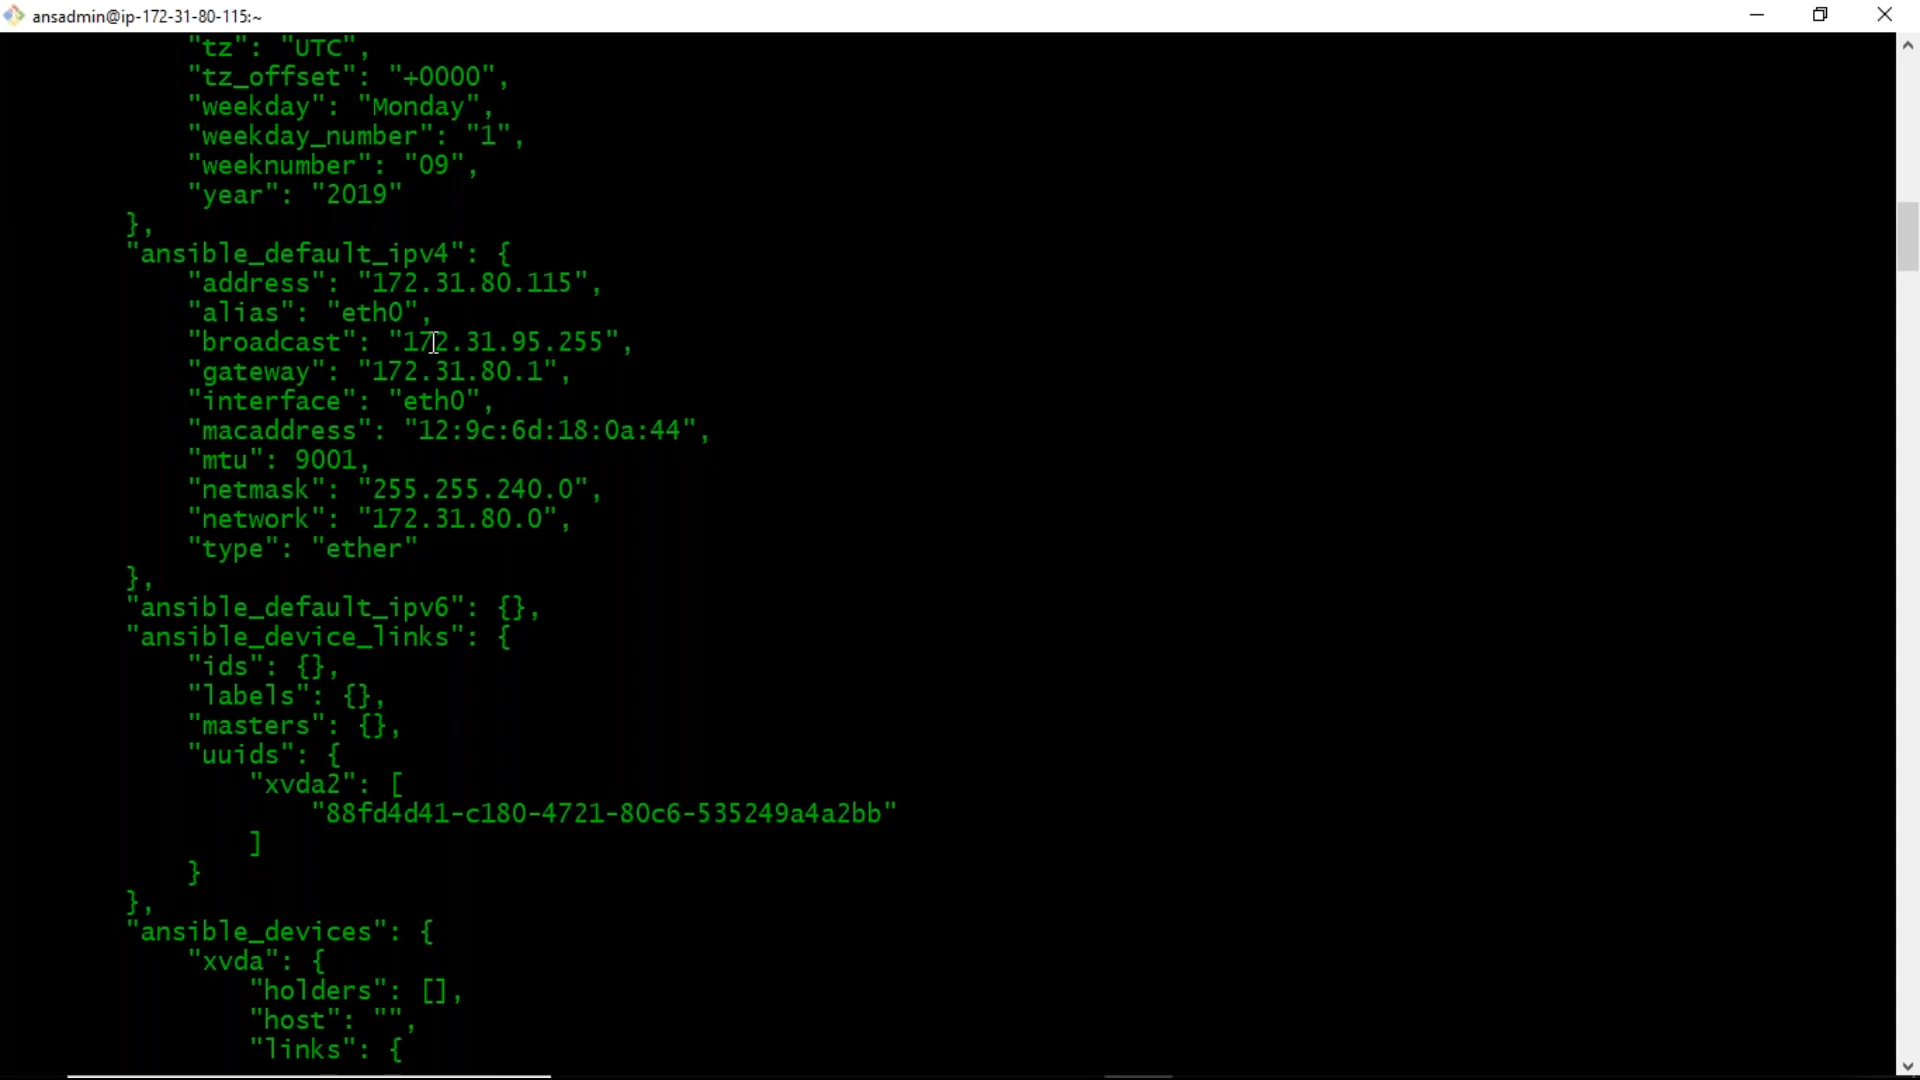 ansadmin@ip-172-31-80-115:~
"tz": "UTC",
"tz_offset": "+0000",
"weekday": "Monday",
"weekday_number": "1",
"weeknumber": "09",
"year": "2019"
},
"ansible_default_ipv4": {
"address": "172.31.80.115",
"alias": "eth0",
"broadcast": "172.31.95.255",
"gateway": "172.31.80.1",
"interface": "eth0",
"macaddress": "12:9c:6d:18:0a:44",
"mtu": 9001,
"netmask": "255.255.240.0",
"network": "172.31.80.0",
"type": "ether"
},
"ansible_default_ipv6": {},
"ansible_device_links": {
"ids": {},
"labels": {},
"masters": {},
"uuids": {
"xvda2": [
"88fd4d41-c180-4721-80c6-535249a4a2bb"
]
}
},
"ansible_devices": {
"xvda": {
"holders": [],
"host": "",
"links": {